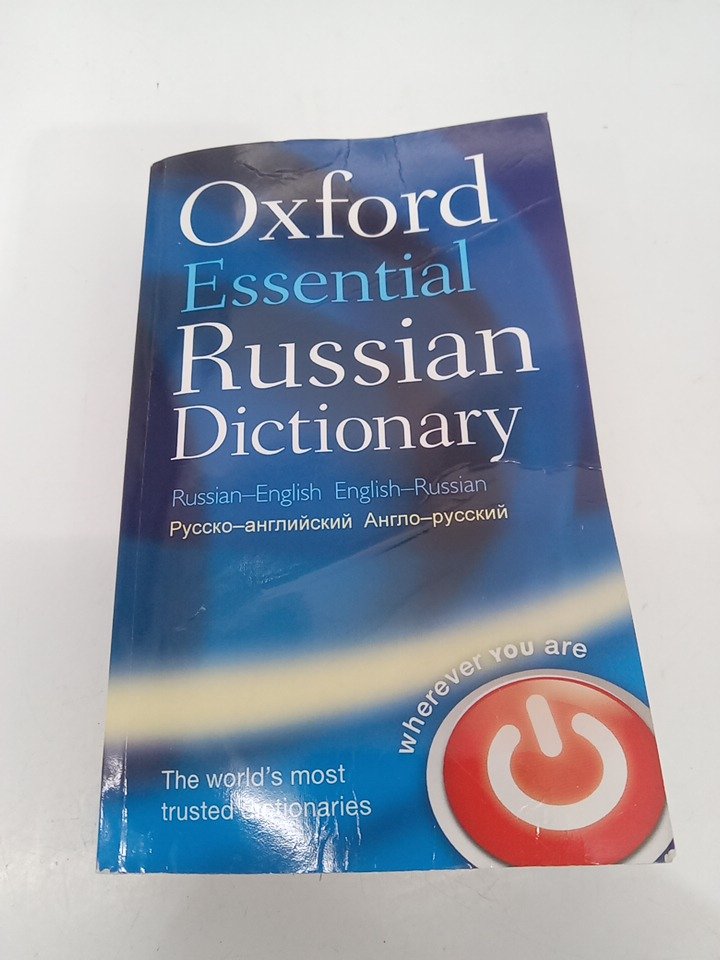 Oxford
Essential
Russian
Dictionary
Russian–English English–Russian
Русско–английский Англо–русский
wherever YOU are
The world's most
trusted dictionaries